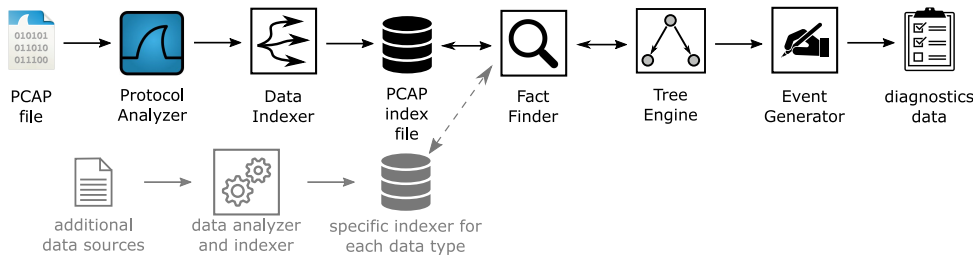 010101
011010
011100
PCAP
file
Protocol
Analyzer
Data
Indexer
PCAP
index
file
Fact
Finder
Tree
Engine
Event
Generator
diagnostics
data
additional
data sources
data analyzer
and indexer
specific indexer for
each data type